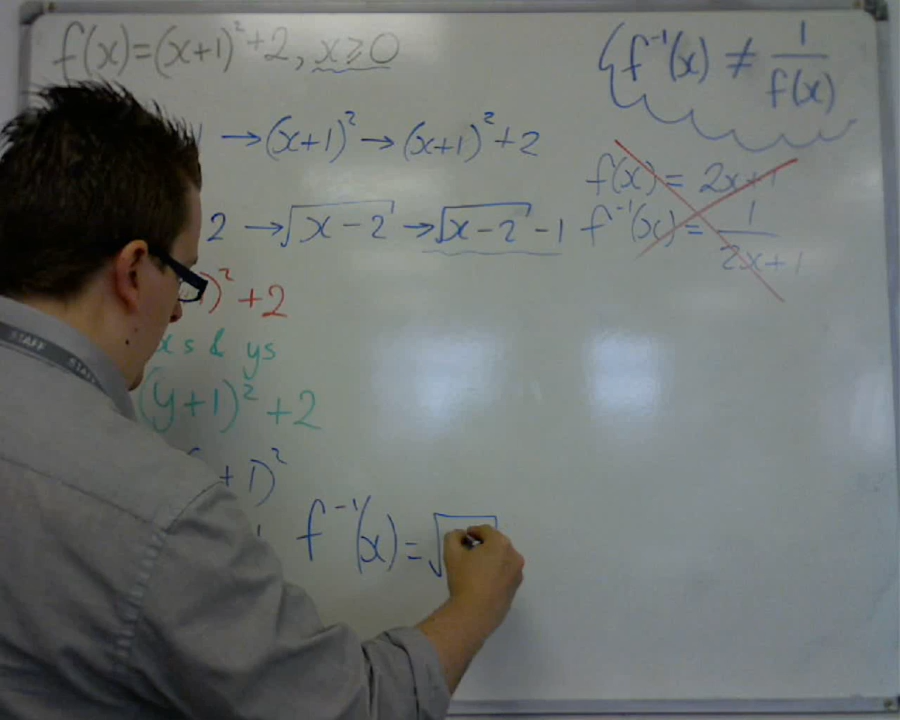 f(x)=(x+1)²+2, x≥0
→(x+1)²→(x+1)²+2
2 →√x-2 →√x-2 -1
)²+2
x s & ys
(y+1)²+2
+1)²
f⁻¹(x)=√
f⁻¹(x) ≠ 1/f(x)
f(x)= 2x+1
f⁻¹(x)= 1/2x+1
STAFF